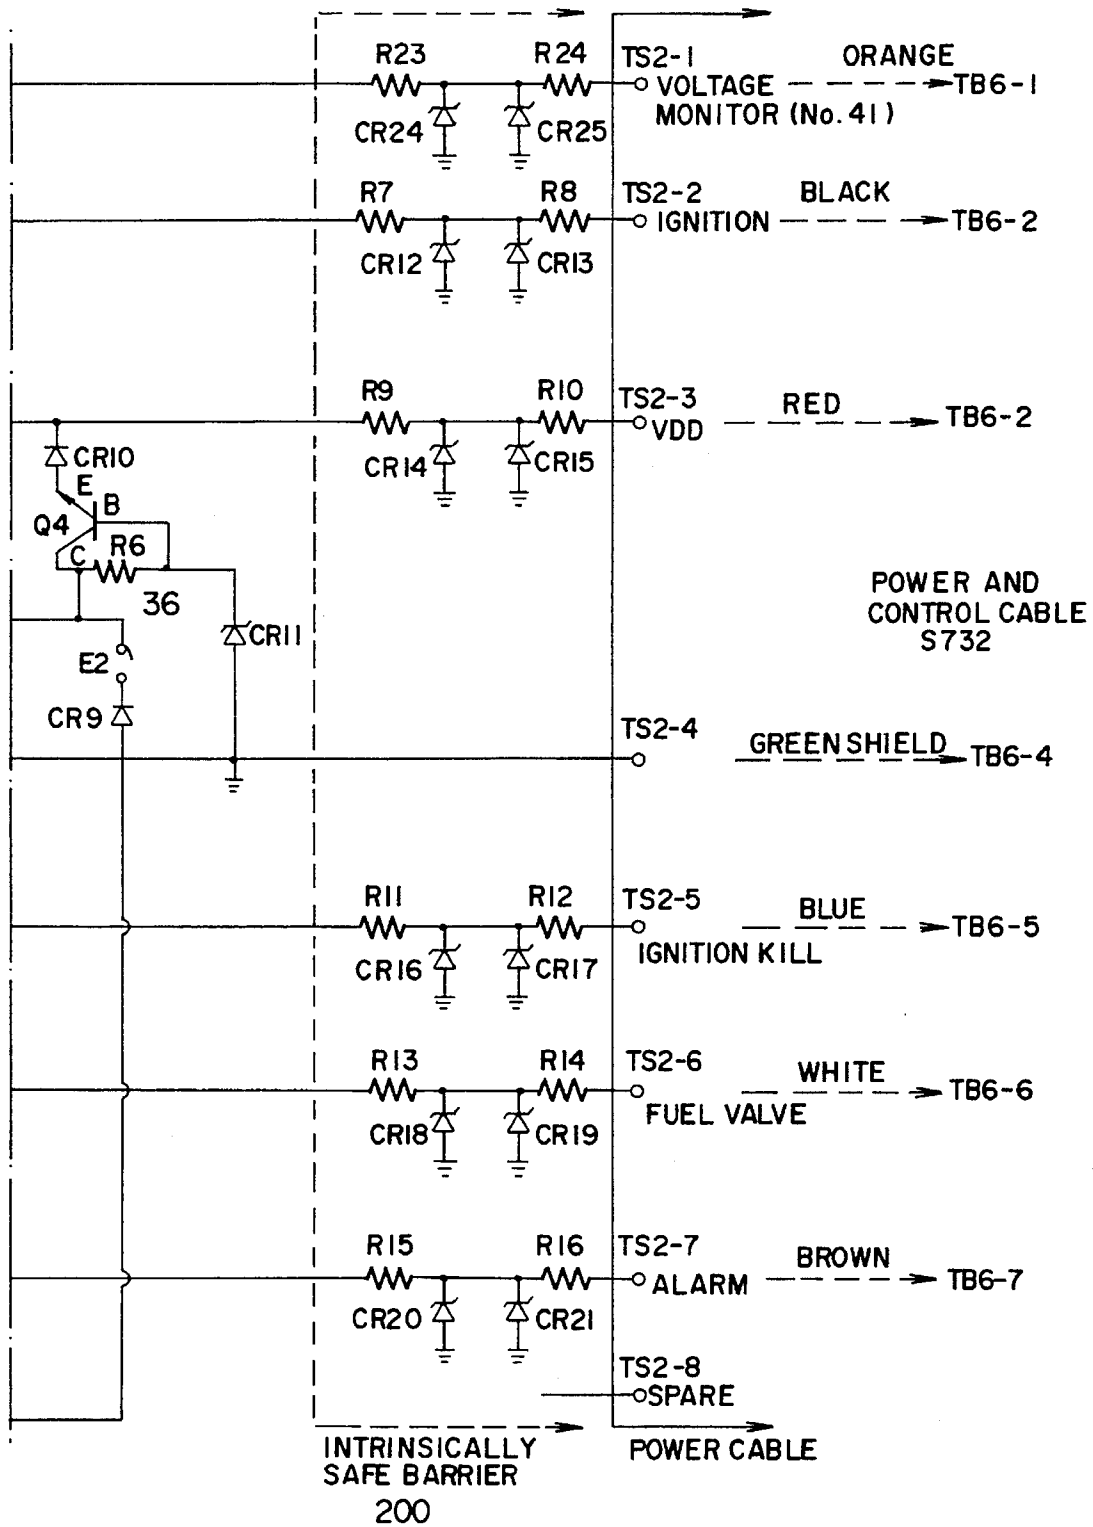 R23 R24 TS2-1 ORANGE
VOLTAGE TB6-1
MONITOR (No. 41)
CR24 CR25
R7 R8 TS2-2 BLACK
IGNITION TB6-2
CR12 CR13
R9 R10 TS2-3 RED
VDD TB6-2
CR10 CR14 CR15
E
B
Q4
C R6
36
POWER AND
CONTROL CABLE
S732
CR11
E2
CR9
TS2-4 GREEN SHIELD
TB6-4
R11 R12 TS2-5 BLUE
TB6-5
CR16 CR17 IGNITION KILL
R13 R14 TS2-6 WHITE
TB6-6
CR18 CR19 FUEL VALVE
R15 R16 TS2-7 BROWN
ALARM TB6-7
CR20 CR21
TS2-8
SPARE
INTRINSICALLY
SAFE BARRIER
200
POWER CABLE